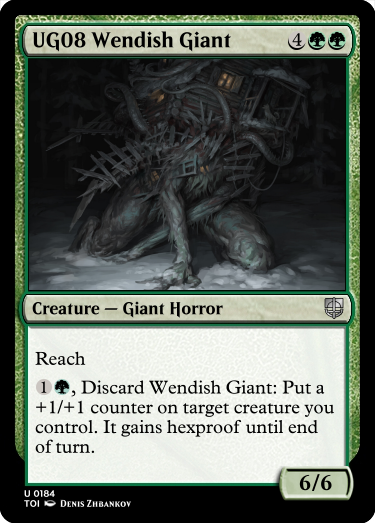 UG08 Wendish Giant 4
Creature — Giant Horror
Reach
1, Discard Wendish Giant: Put a
+1/+1 counter on target creature you
control. It gains hexproof until end
of turn.
6/6
U 0184
TOI Denis Zhbankov